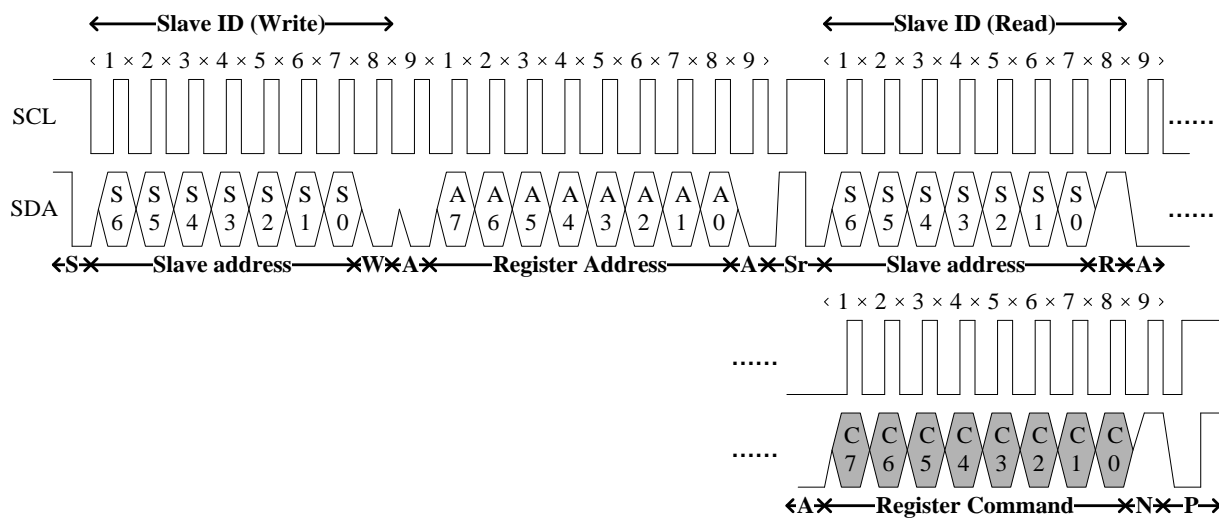 Slave ID (Write) Slave ID (Read)
1 × 2 × 3 × 4 × 5 × 6 × 7 × 8 × 9 × 1 × 2 × 3 × 4 × 5 × 6 × 7 × 8 × 9 1 × 2 × 3 × 4 × 5 × 6 × 7 × 8 × 9
SCL ......
SDA S6 S5 S4 S3 S2 S1 S0 A7 A6 A5 A4 A3 A2 A1 A0 S6 S5 S4 S3 S2 S1 S0 ......
S Slave address W A Register Address A Sr Slave address R A
1 × 2 × 3 × 4 × 5 × 6 × 7 × 8 × 9
......
...... C7 C6 C5 C4 C3 C2 C1 C0
A Register Command N P